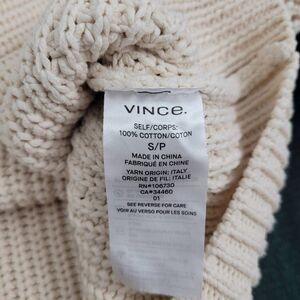 VINCE.
SELF/CORPS:
100% COTTON/COTON
S/P
MADE IN CHINA
FABRIQUÉ EN CHINE
YARN ORIGIN: ITALY
ORIGINE DE FIL: ITALIE
RN#106730
CA#34460
01
SEE REVERSE FOR CARE
VOIR AU VERSO POUR LES SOINS